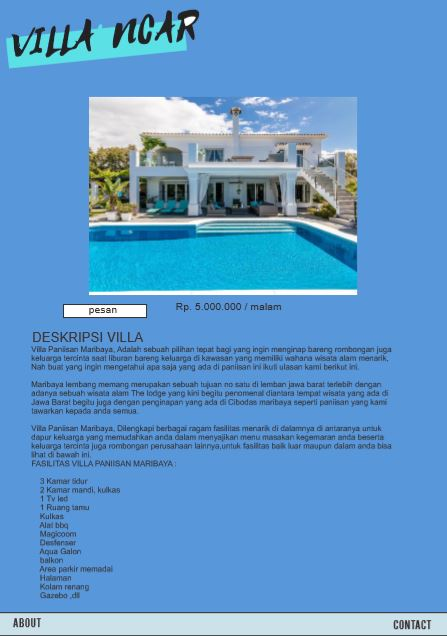 VILLA NCAR
pesan
Rp. 5.000.000 / malam
DESKRIPSI VILLA
Villa Paniisan Maribaya, Adalah sebuah pilihan tepat bagi yang ingin menginap bareng rombongan juga
keluarga tercinta saat liburan bareng keluarga di kawasan yang memiliki wahana wisata alam menarik,
Nah buat yang ingin mengetahui apa saja yang ada di paniisan ini ikuti ulasan kami berikut ini.
Maribaya lembang memang merupakan sebuah tujuan no satu di lemban jawa barat terlebih dengan
adanya sebuah wisata alam The lodge yang kini begitu penomenal diantara tempat wisata yang ada di
Jawa Barat begitu juga dengan penginapan yang ada di Cibodas maribaya seperti paniisan yang kami
tawarkan kepada anda semua.
Villa Paniisan Maribaya, Dilengkapi berbagai ragam fasilitas menarik di dalamnya di antaranya yaitu
dapur keluarga yang memudahkan anda dalam menyajikan menu masakan kegemaran anda beserta
keluarga tercinta juga rombongan perusahaan lainnya,untuk fasilitas baik luar maupun dalam anda bisa
lihat di bawah ini.
FASILITAS VILLA PANIISAN MARIBAYA :
3 Kamar tidur
2 Kamar mandi, kulkas
1 Tv led
1 Ruang tamu
Kulkas
Alat bbq
Magicoom
Desfenser
Aqua Galon
balkon
Area parkir memadai
Halaman
Kolam renang
Gazebo ,dll
ABOUT
CONTACT